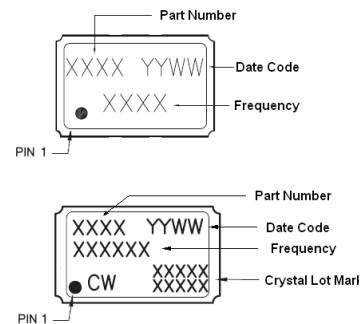 Part Number
XXXX YYWW
Date Code
XXXX
Frequency
PIN 1
Part Number
XXXX YYWW
Date Code
XXXXXX
Frequency
CW
XXXXX
XXXXX
Crystal Lot Mark
PIN 1